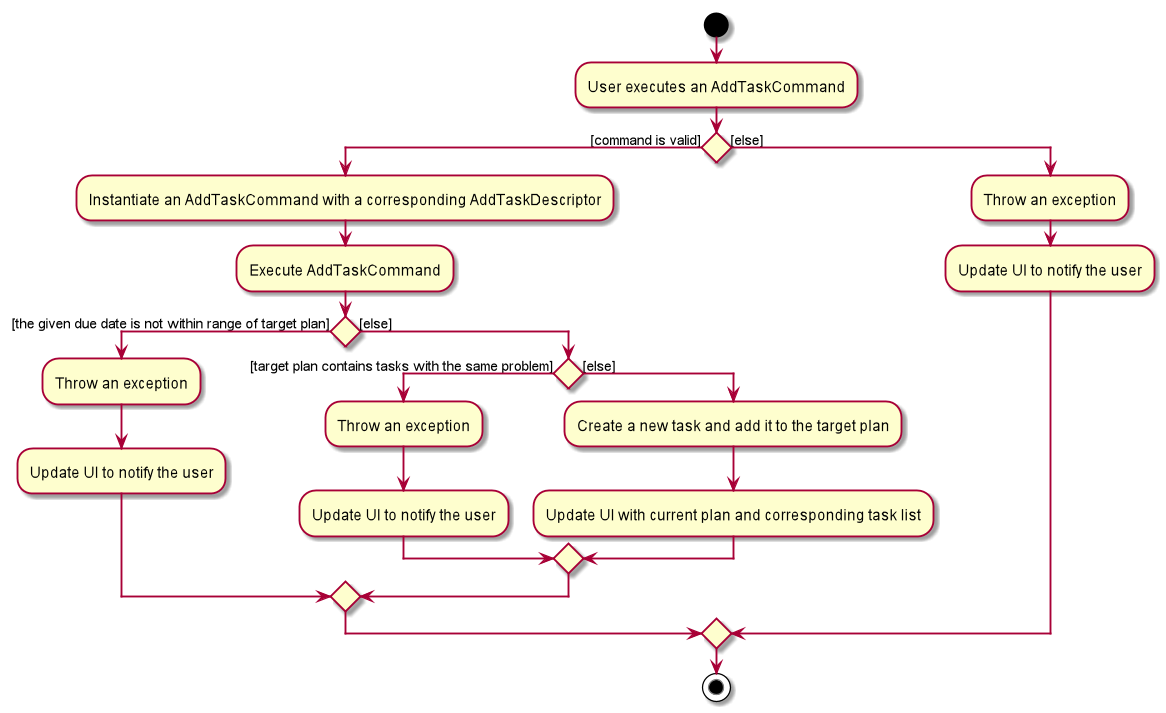 User executes an AddTaskCommand
[command is valid]
[else]
Instantiate an AddTaskCommand with a corresponding AddTaskDescriptor
Throw an exception
Execute AddTaskCommand
Update UI to notify the user
[the given due date is not within range of target plan]
[else]
[target plan contains tasks with the same problem]
[else]
Throw an exception
Throw an exception
Create a new task and add it to the target plan
Update UI to notify the user
Update UI to notify the user
Update UI with current plan and corresponding task list